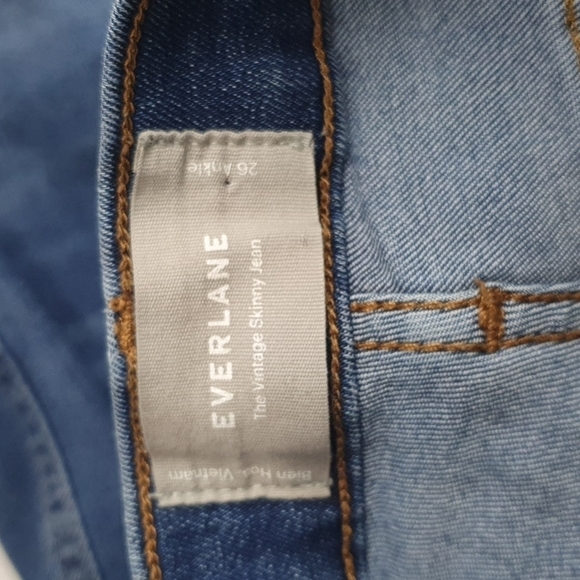 26 Ankle
EVERLANE
The Vintage Skinny Jean
Bien Hoa - Vietnam